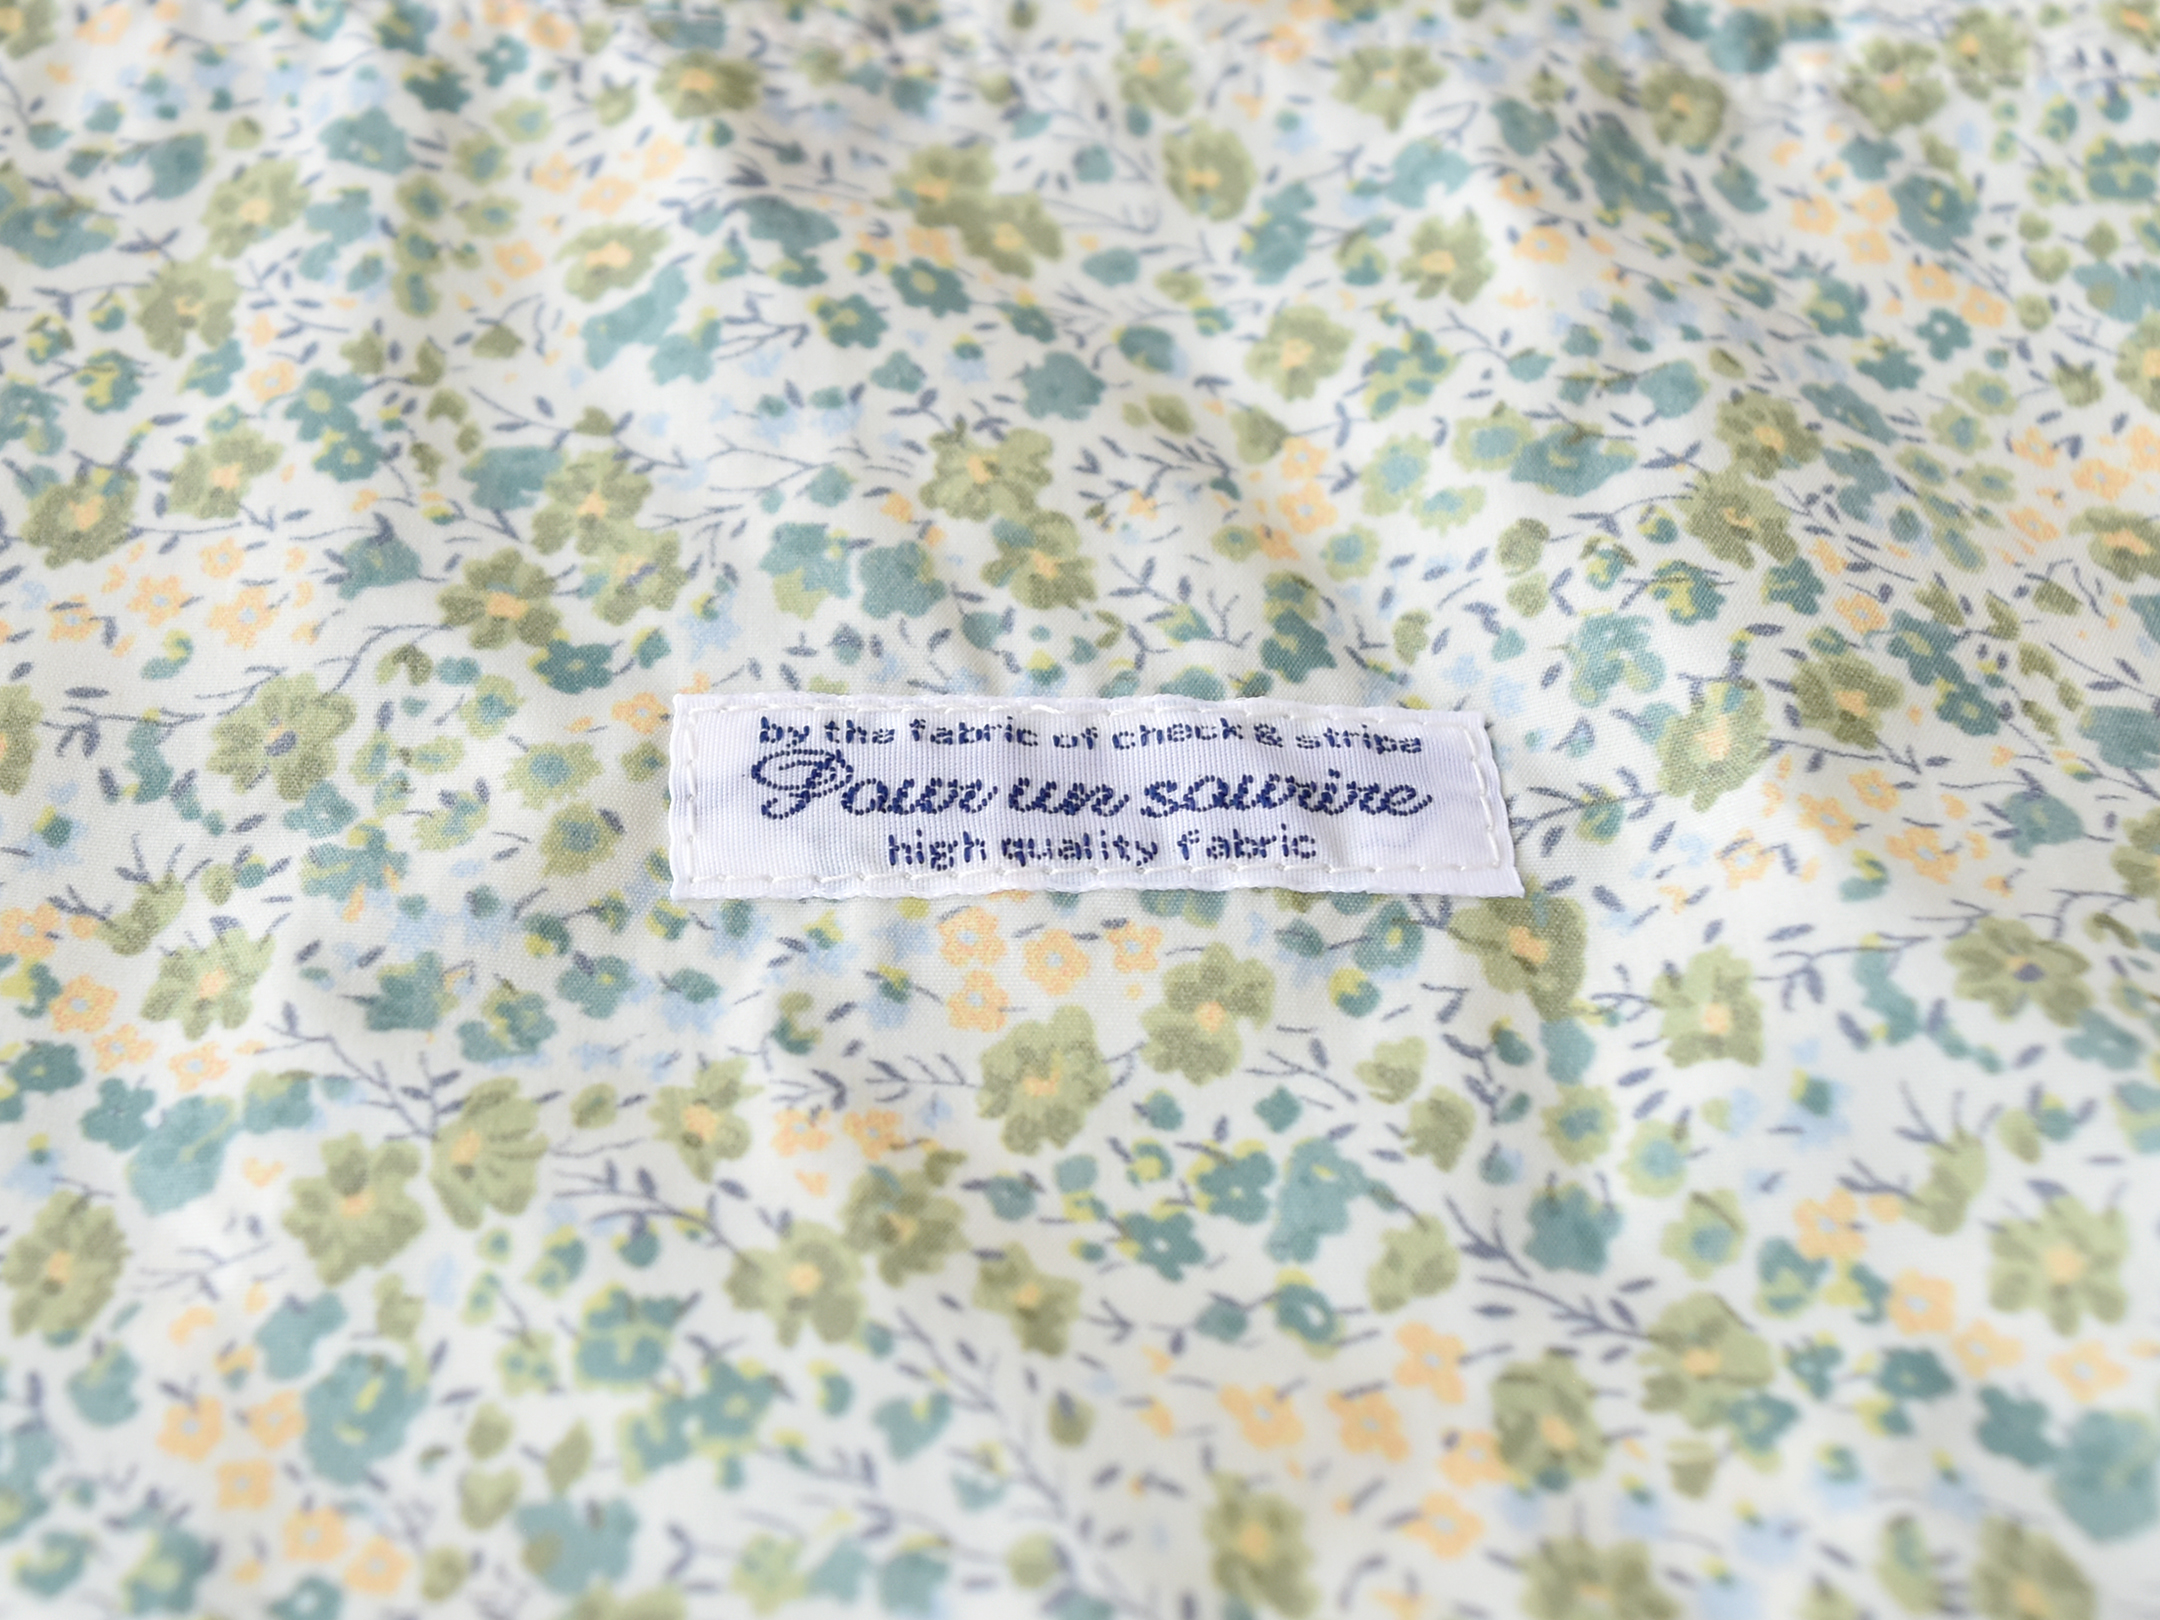 by the fabric of check & stripe
Pour un sourire
high quality fabric